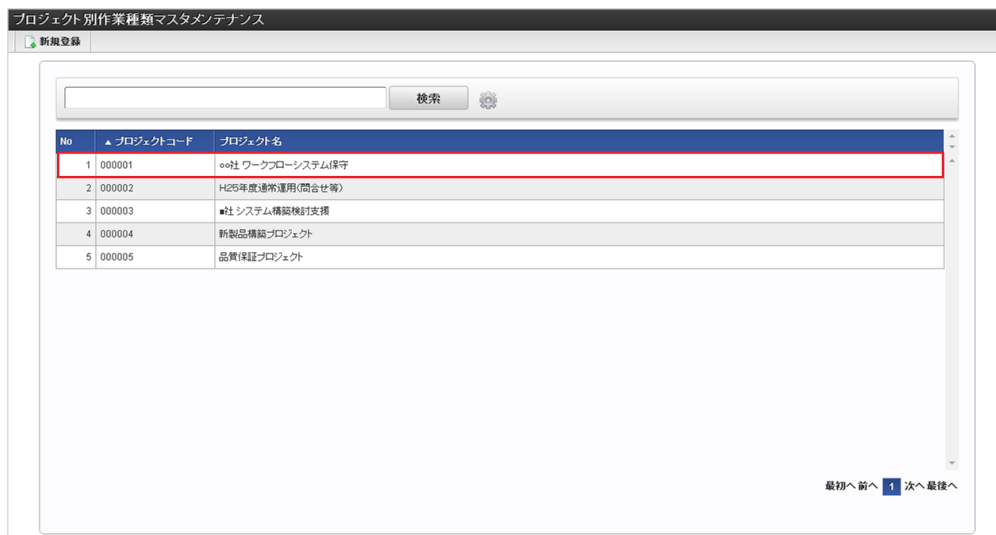 プロジェクト別作業種類マスタメンテナンス
新規登録
検索
No ▲ プロジェクトコード プロジェクト名
1 000001 ○○社 ワークフローシステム保守
2 000002 H25年度通常運用(問合せ等)
3 000003 ■社 システム構築検討支援
4 000004 新製品構築プロジェクト
5 000005 品質保証プロジェクト
最初へ 前へ 1 次へ 最後へ